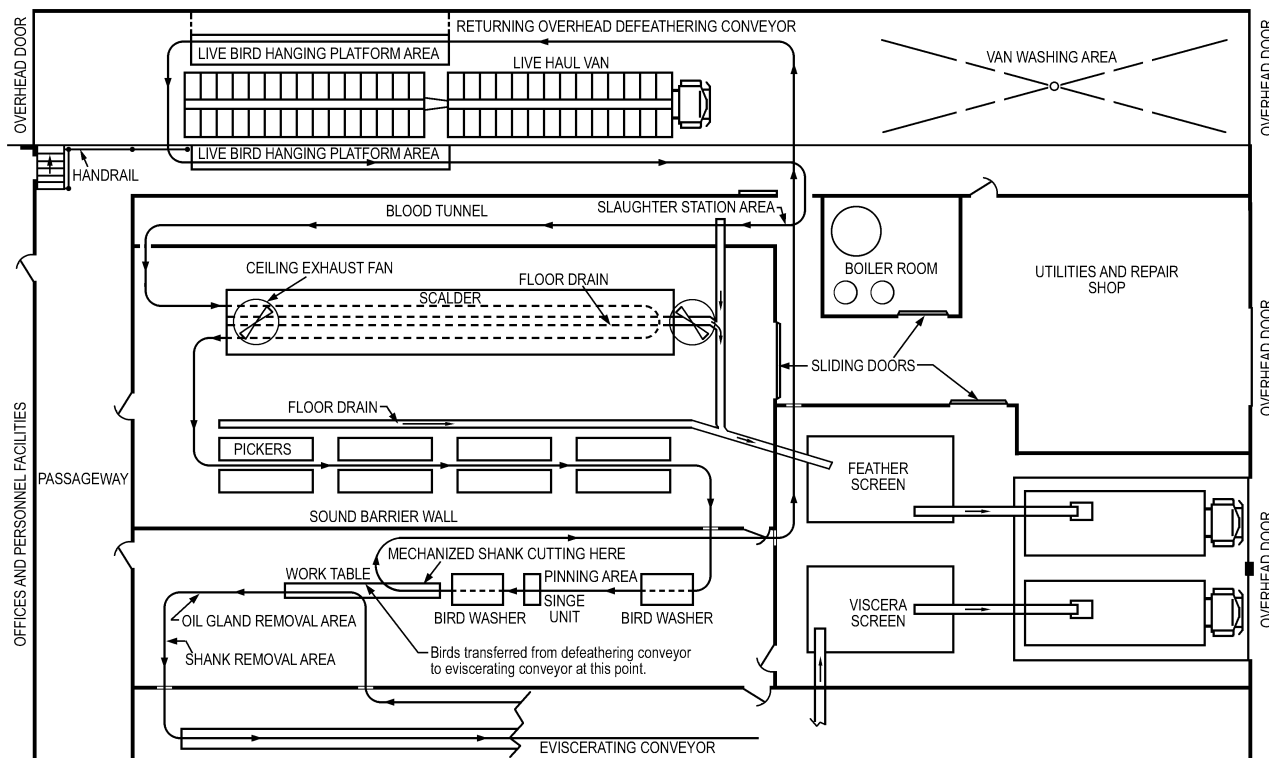 RETURNING OVERHEAD DEFEATHERING CONVEYOR
OVERHEAD DOOR
LIVE BIRD HANGING PLATFORM AREA
LIVE HAUL VAN
VAN WASHING AREA
OVERHEAD DOOR
LIVE BIRD HANGING PLATFORM AREA
HANDRAIL
BLOOD TUNNEL
SLAUGHTER STATION AREA
CEILING EXHAUST FAN
FLOOR DRAIN
SCALDER
BOILER ROOM
UTILITIES AND REPAIR
SHOP
OVERHEAD DOOR
SLIDING DOORS
FLOOR DRAIN
PICKERS
PASSAGEWAY
OFFICES AND PERSONNEL FACILITIES
FEATHER
SCREEN
SOUND BARRIER WALL
MECHANIZED SHANK CUTTING HERE
WORK TABLE
PINNING AREA
SINGE
UNIT
BIRD WASHER
BIRD WASHER
OIL GLAND REMOVAL AREA
SHANK REMOVAL AREA
Birds transferred from defeathering conveyor
to eviscerating conveyor at this point.
VISCERA
SCREEN
OVERHEAD DOOR
EVISCERATING CONVEYOR